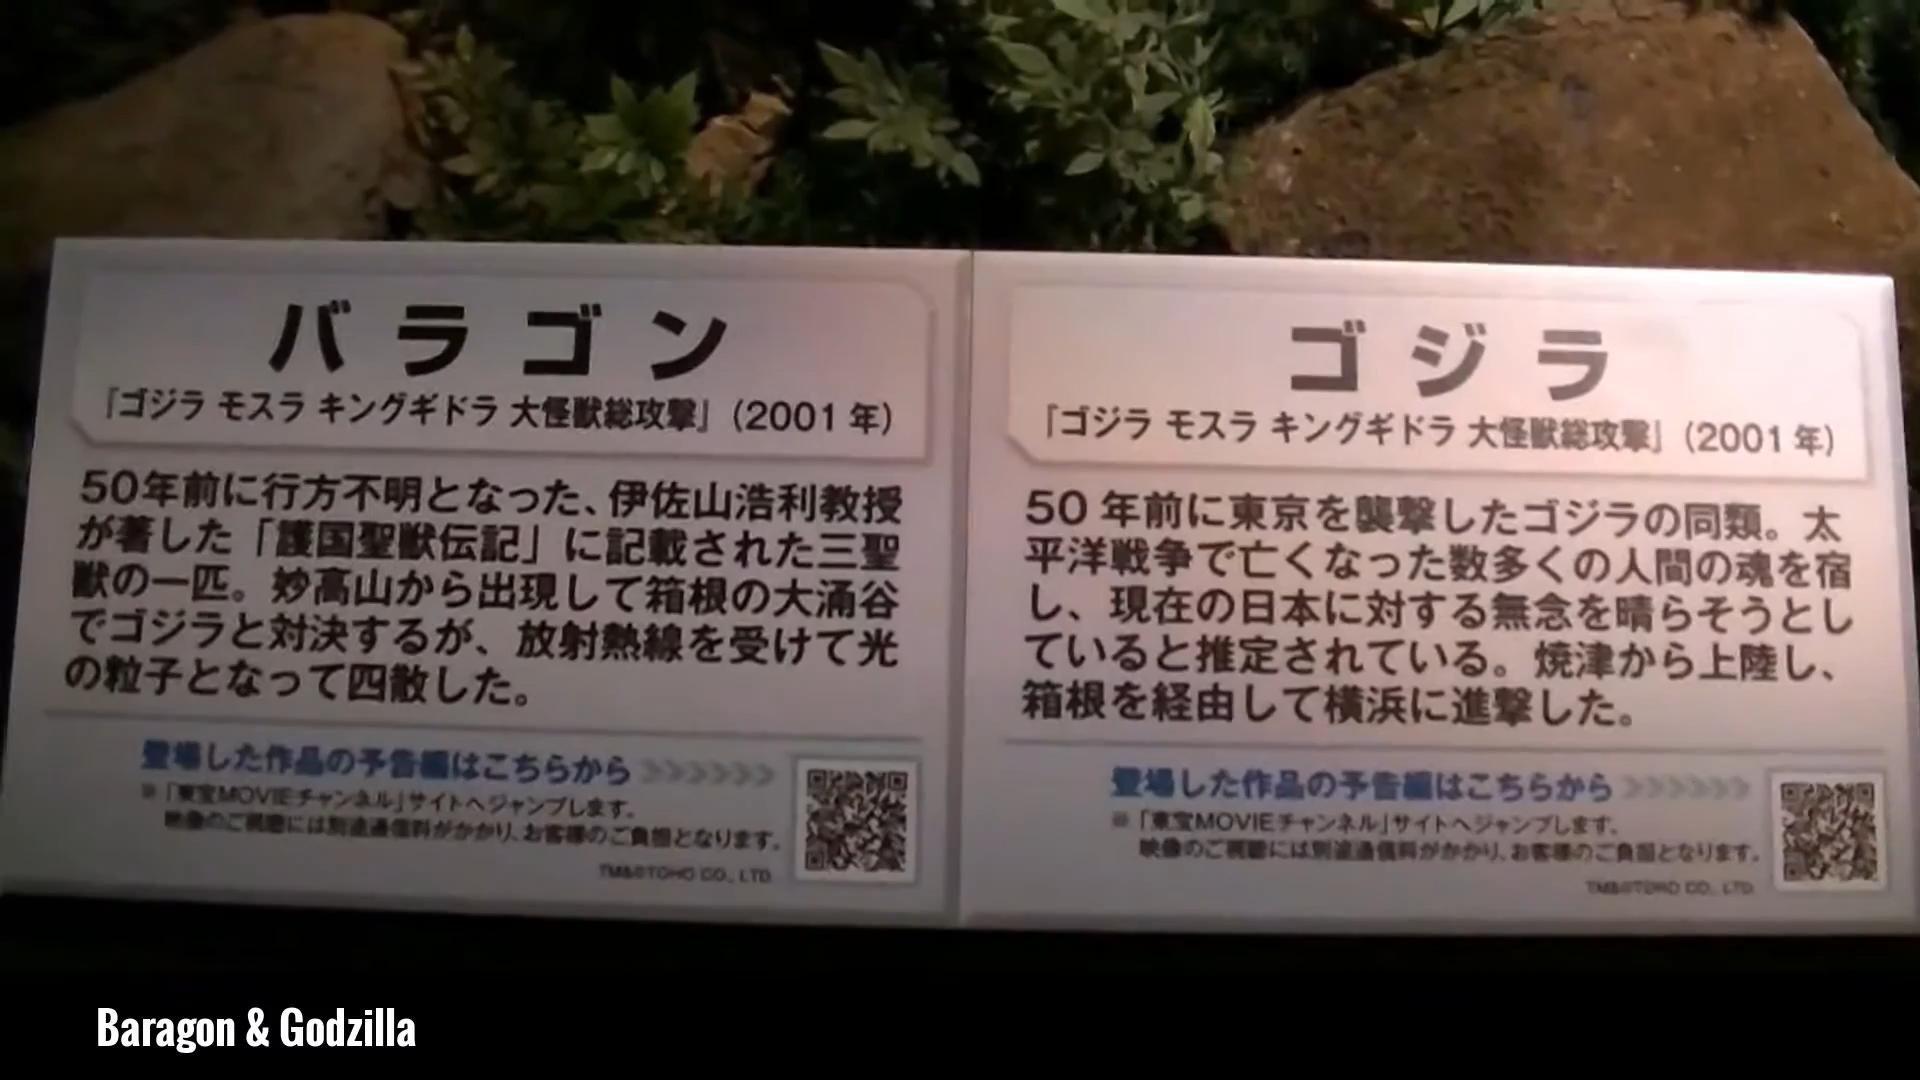 バラゴン
『ゴジラ モスラ キングギドラ 大怪獣総攻撃』（2001年）
50年前に行方不明となった、伊佐山浩利教授
が著した「護国聖獣伝記」に記載された三聖
獣の一匹。妙高山から出現して箱根の大涌谷
でゴジラと対決するが、放射熱線を受けて光
の粒子となって四散した。
登場した作品の予告編はこちらから >>>>>>>
※「東宝MOVIEチャンネル」サイトへジャンプします。
映像のご視聴には別途通信料がかかり、お客様のご負担となります。
TM&©TOHO CO., LTD.
ゴジラ
『ゴジラ モスラ キングギドラ 大怪獣総攻撃』（2001年）
50年前に東京を襲撃したゴジラの同類。太
平洋戦争で亡くなった数多くの人間の魂を宿
し、現在の日本に対する無念を晴らそうとし
ていると推定されている。焼津から上陸し、
箱根を経由して横浜に進撃した。
登場した作品の予告編はこちらから >>>>>>>
※「東宝MOVIEチャンネル」サイトへジャンプします。
映像のご視聴には別途通信料がかかり、お客様のご負担となります。
TM&©TOHO CO., LTD.
Baragon & Godzilla